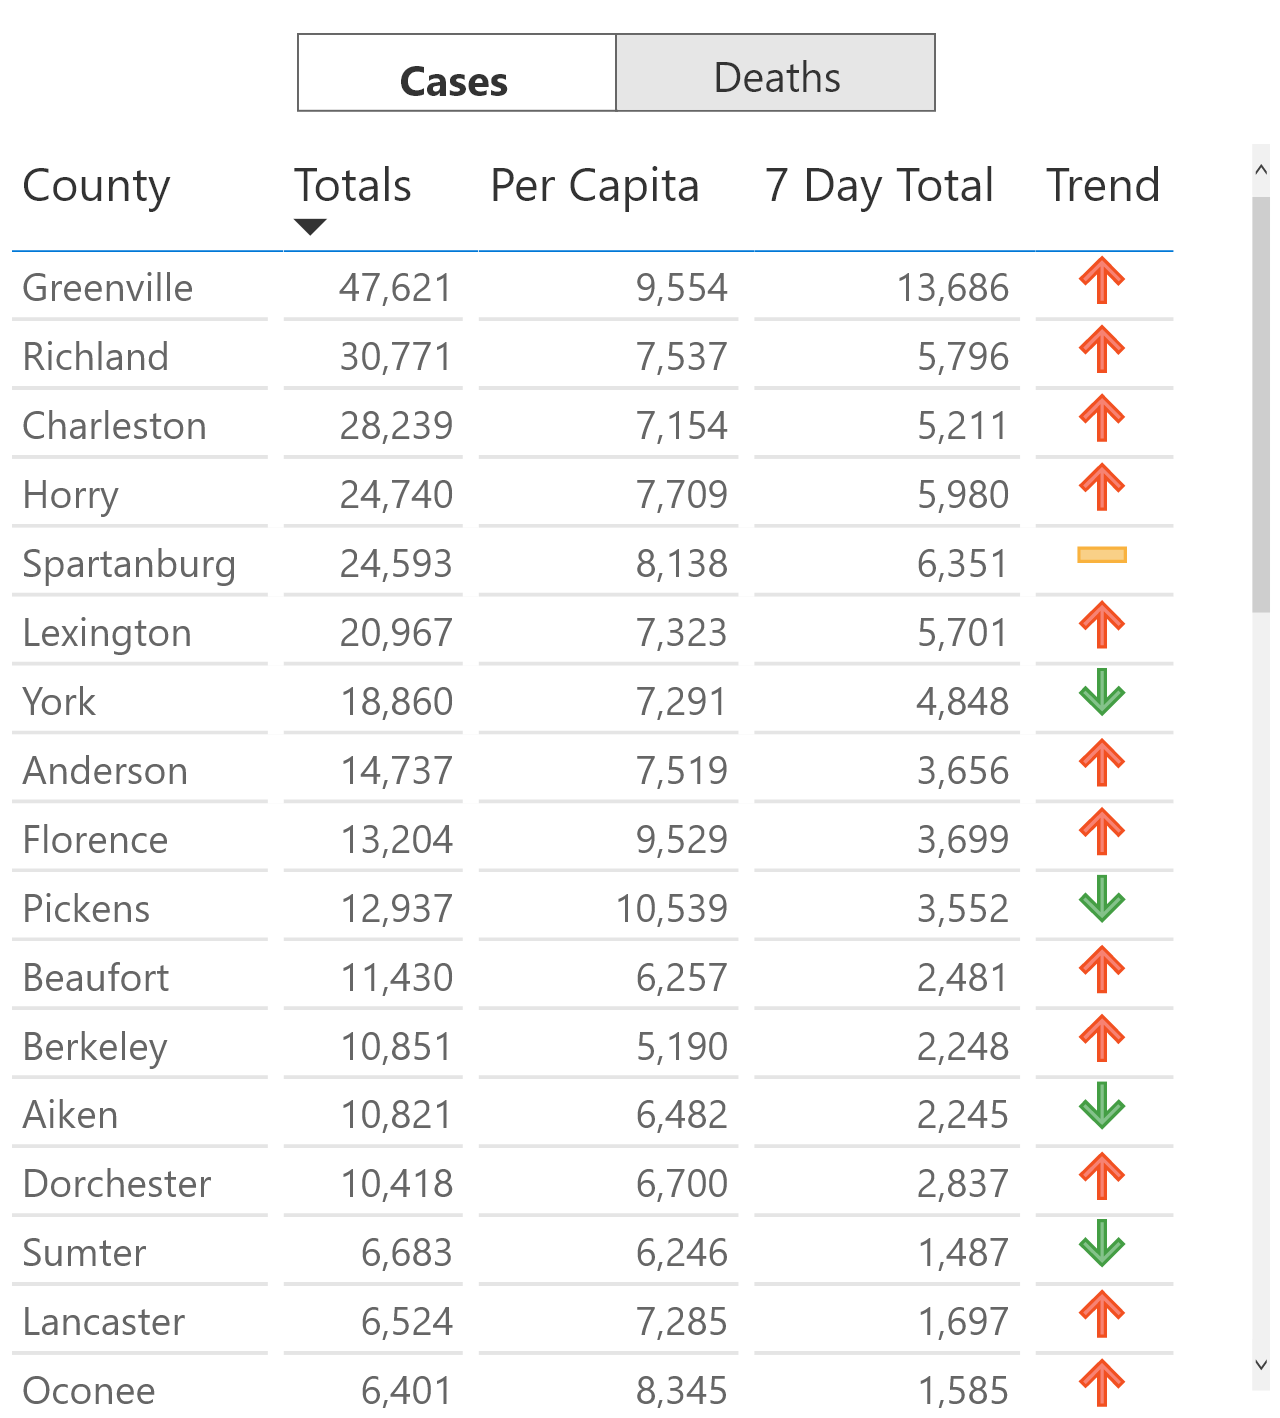 Cases Deaths
County Totals Per Capita 7 Day Total Trend
Greenville 47,621 9,554 13,686
Richland 30,771 7,537 5,796
Charleston 28,239 7,154 5,211
Horry 24,740 7,709 5,980
Spartanburg 24,593 8,138 6,351
Lexington 20,967 7,323 5,701
York 18,860 7,291 4,848
Anderson 14,737 7,519 3,656
Florence 13,204 9,529 3,699
Pickens 12,937 10,539 3,552
Beaufort 11,430 6,257 2,481
Berkeley 10,851 5,190 2,248
Aiken 10,821 6,482 2,245
Dorchester 10,418 6,700 2,837
Sumter 6,683 6,246 1,487
Lancaster 6,524 7,285 1,697
Oconee 6,401 8,345 1,585